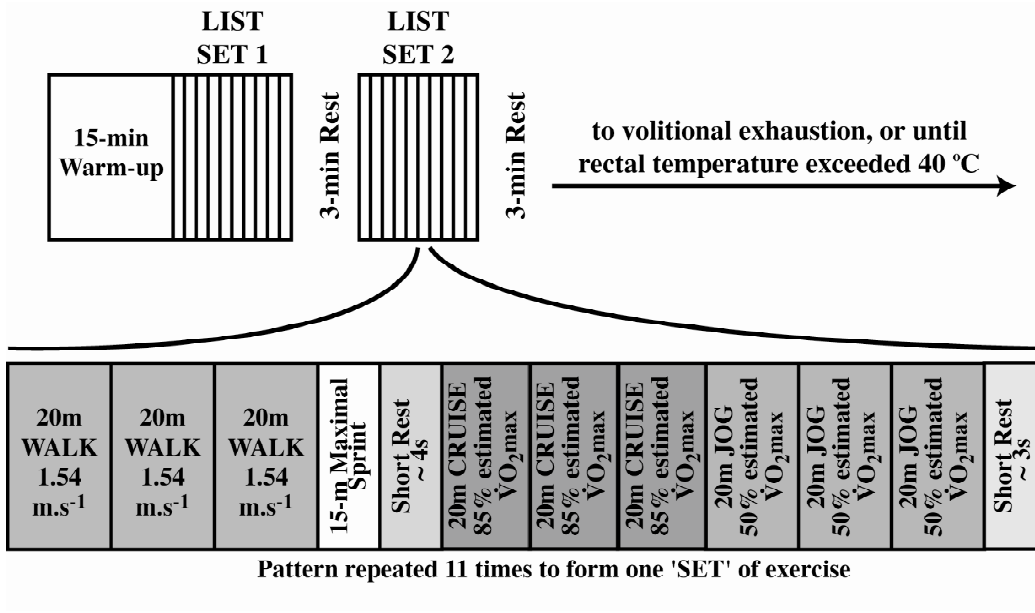 LIST
SET 1
LIST
SET 2
15-min
Warm-up
3-min Rest
3-min Rest
to volitional exhaustion, or until
rectal temperature exceeded 40 ºC
20m
WALK
1.54
m.s-1
20m
WALK
1.54
m.s-1
20m
WALK
1.54
m.s-1
15-m Maximal
Sprint
Short Rest
~ 4s
20m CRUISE
85% estimated
V̇O2max
20m CRUISE
85% estimated
V̇O2max
20m CRUISE
85% estimated
V̇O2max
20m JOG
50% estimated
V̇O2max
20m JOG
50% estimated
V̇O2max
20m JOG
50% estimated
V̇O2max
Short Rest
~ 3s
Pattern repeated 11 times to form one 'SET' of exercise